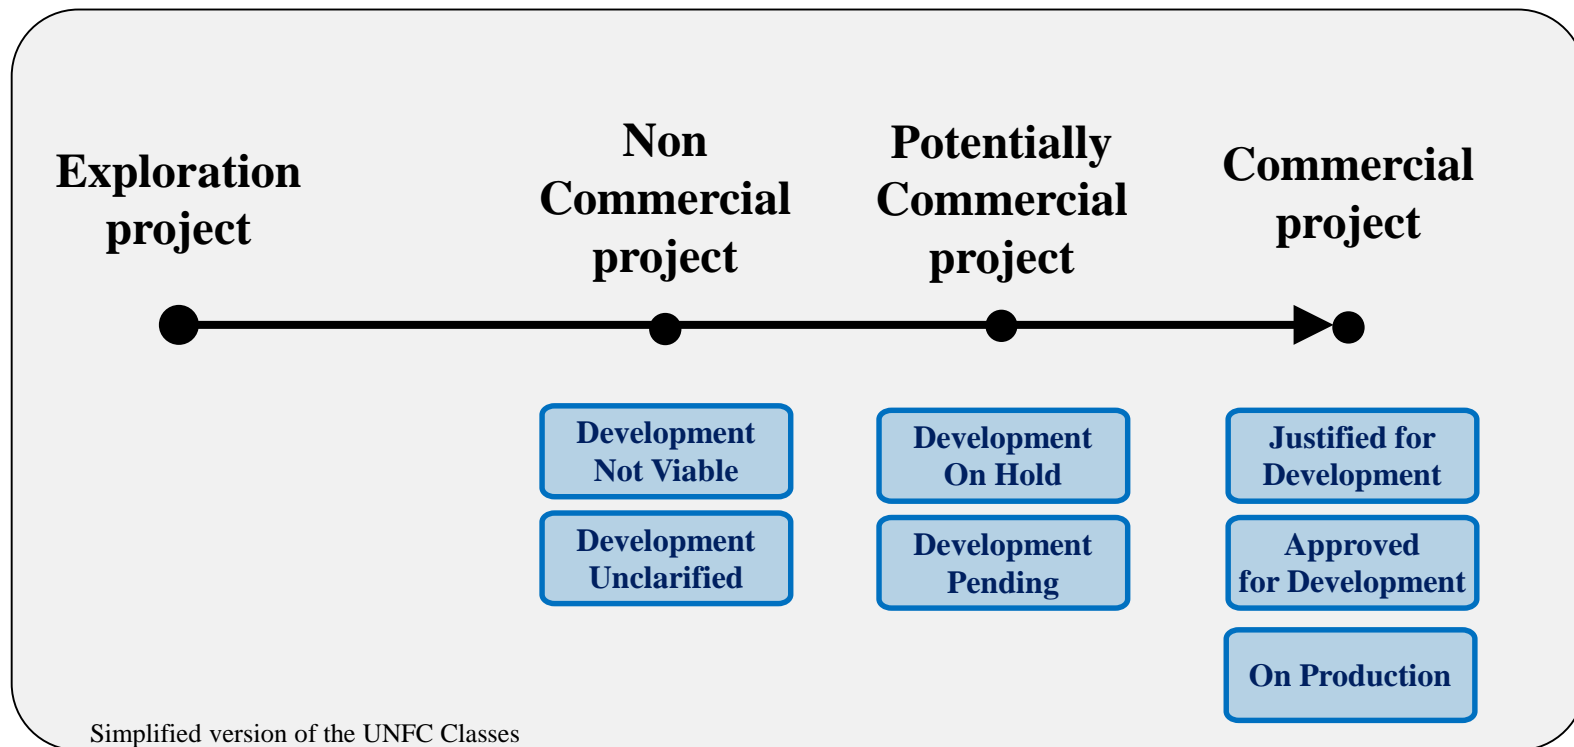 Exploration
project
Non
Commercial
project
Potentially
Commercial
project
Commercial
project
Development
Not Viable
Development
Unclarified
Development
On Hold
Development
Pending
Justified for
Development
Approved
for Development
On Production
Simplified version of the UNFC Classes